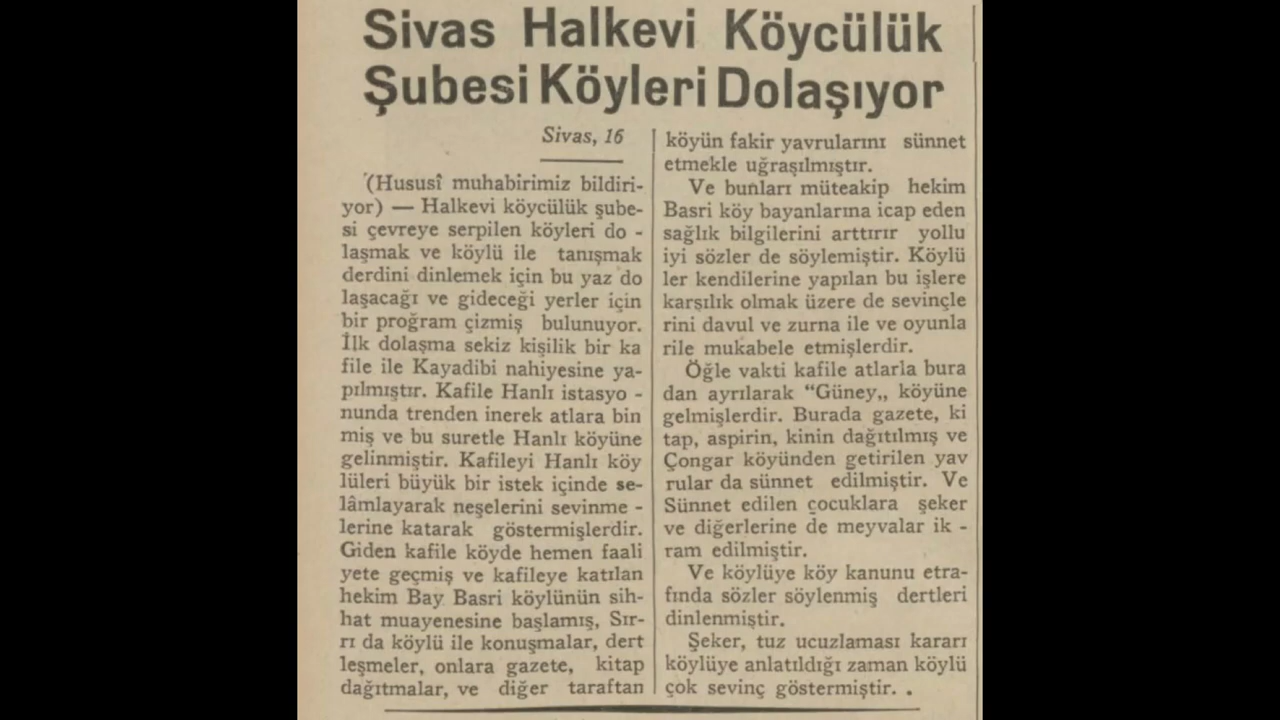 Sivas Halkevi Köycülük
Şubesi Köyleri Dolaşıyor
Sivas, 16
(Hususî muhabirimiz bildiri-
yor) — Halkevi köycülük şube-
si çevreye serpilen köyleri do -
laşmak ve köylü ile tanışmak
derdini dinlemek için bu yaz do
laşacağı ve gideceği yerler için
bir proğram çizmiş bulunuyor.
İlk dolaşma sekiz kişilik bir ka
file ile Kayadibi nahiyesine ya-
pılmıştır. Kafile Hanlı istasyo -
nunda trenden inerek atlara bin
miş ve bu suretle Hanlı köyüne
gelinmiştir. Kafileyi Hanlı köy
lüleri büyük bir istek içinde se-
lâmlayarak neşelerini sevinme -
lerine katarak göstermişlerdir.
Giden kafile köyde hemen faali
yete geçmiş ve kafileye katılan
hekim Bay Basri köylünün sih-
hat muayenesine başlamış, Sır-
rı da köylü ile konuşmalar, dert
leşmeler, onlara gazete, kitap
dağıtmalar, ve diğer taraftan
köyün fakir yavrularını sünnet
etmekle uğraşılmıştır.
Ve bunları müteakip hekim
Basri köy bayanlarına icap eden
sağlık bilgilerini arttırır yollu
iyi sözler de söylemiştir. Köylü
ler kendilerine yapılan bu işlere
karşılık olmak üzere de sevinçle
rini davul ve zurna ile ve oyunla
rile mukabele etmişlerdir.
Öğle vakti kafile atlarla bura
dan ayrılarak “Güney„ köyüne
gelmişlerdir. Burada gazete, ki
tap, aspirin, kinin dağıtılmış ve
Çongar köyünden getirilen yav
rular da sünnet edilmiştir. Ve
Sünnet edilen çocuklara şeker
ve diğerlerine de meyvalar ik -
ram edilmiştir.
Ve köylüye köy kanunu etra-
fında sözler söylenmiş dertleri
dinlenmiştir.
Şeker, tuz ucuzlaması kararı
köylüye anlatıldığı zaman köylü
çok sevinç göstermiştir. .